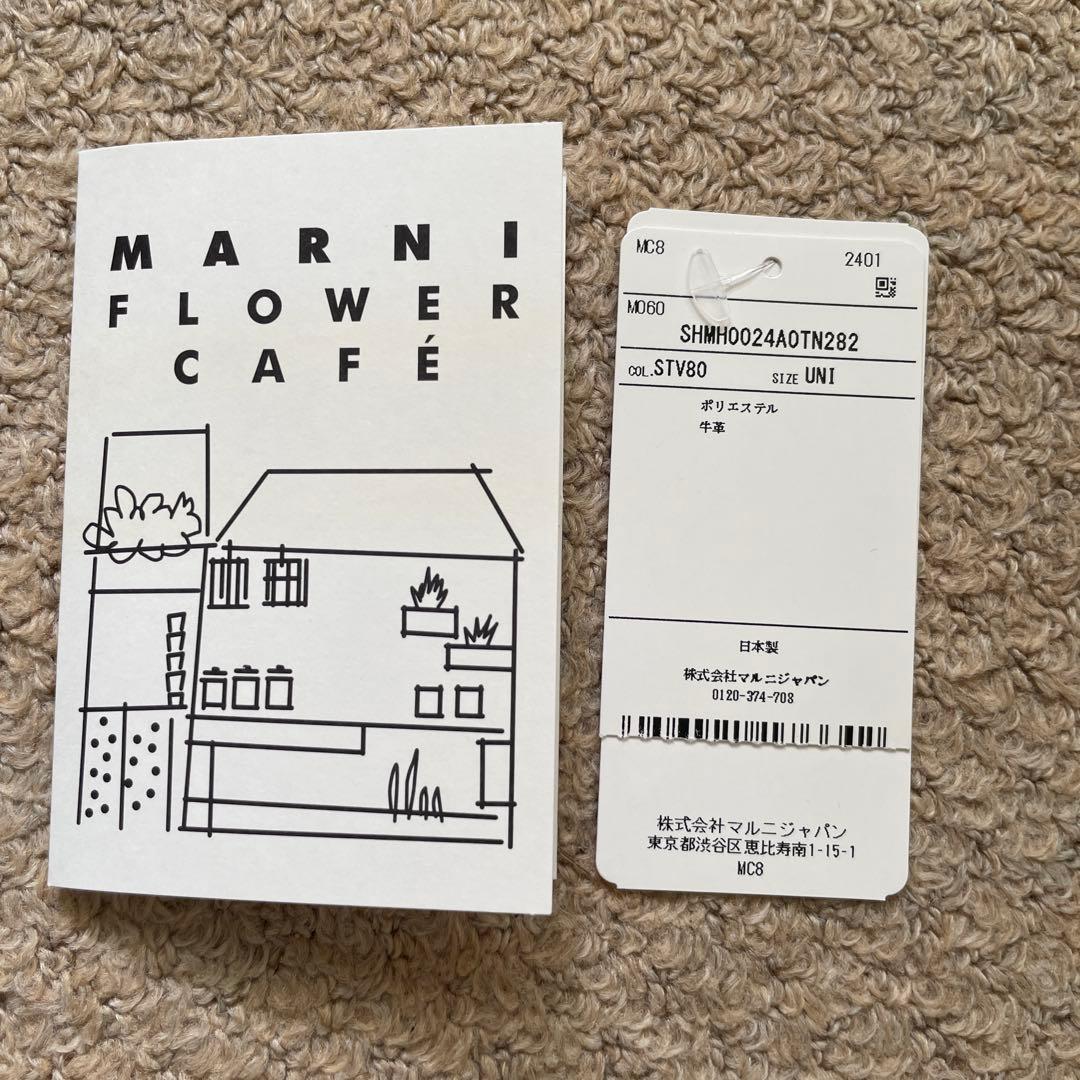 MARNI
FLOWER
CAFÉ
MC8
2401
M060
SHMH0024A0TN282
COL.STV80 SIZE UNI
ポリエステル
牛革
日本製
株式会社マルニジャパン
0120-374-708
株式会社マルニジャパン
東京都渋谷区恵比寿南1-15-1
MC8